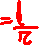 = 1/π